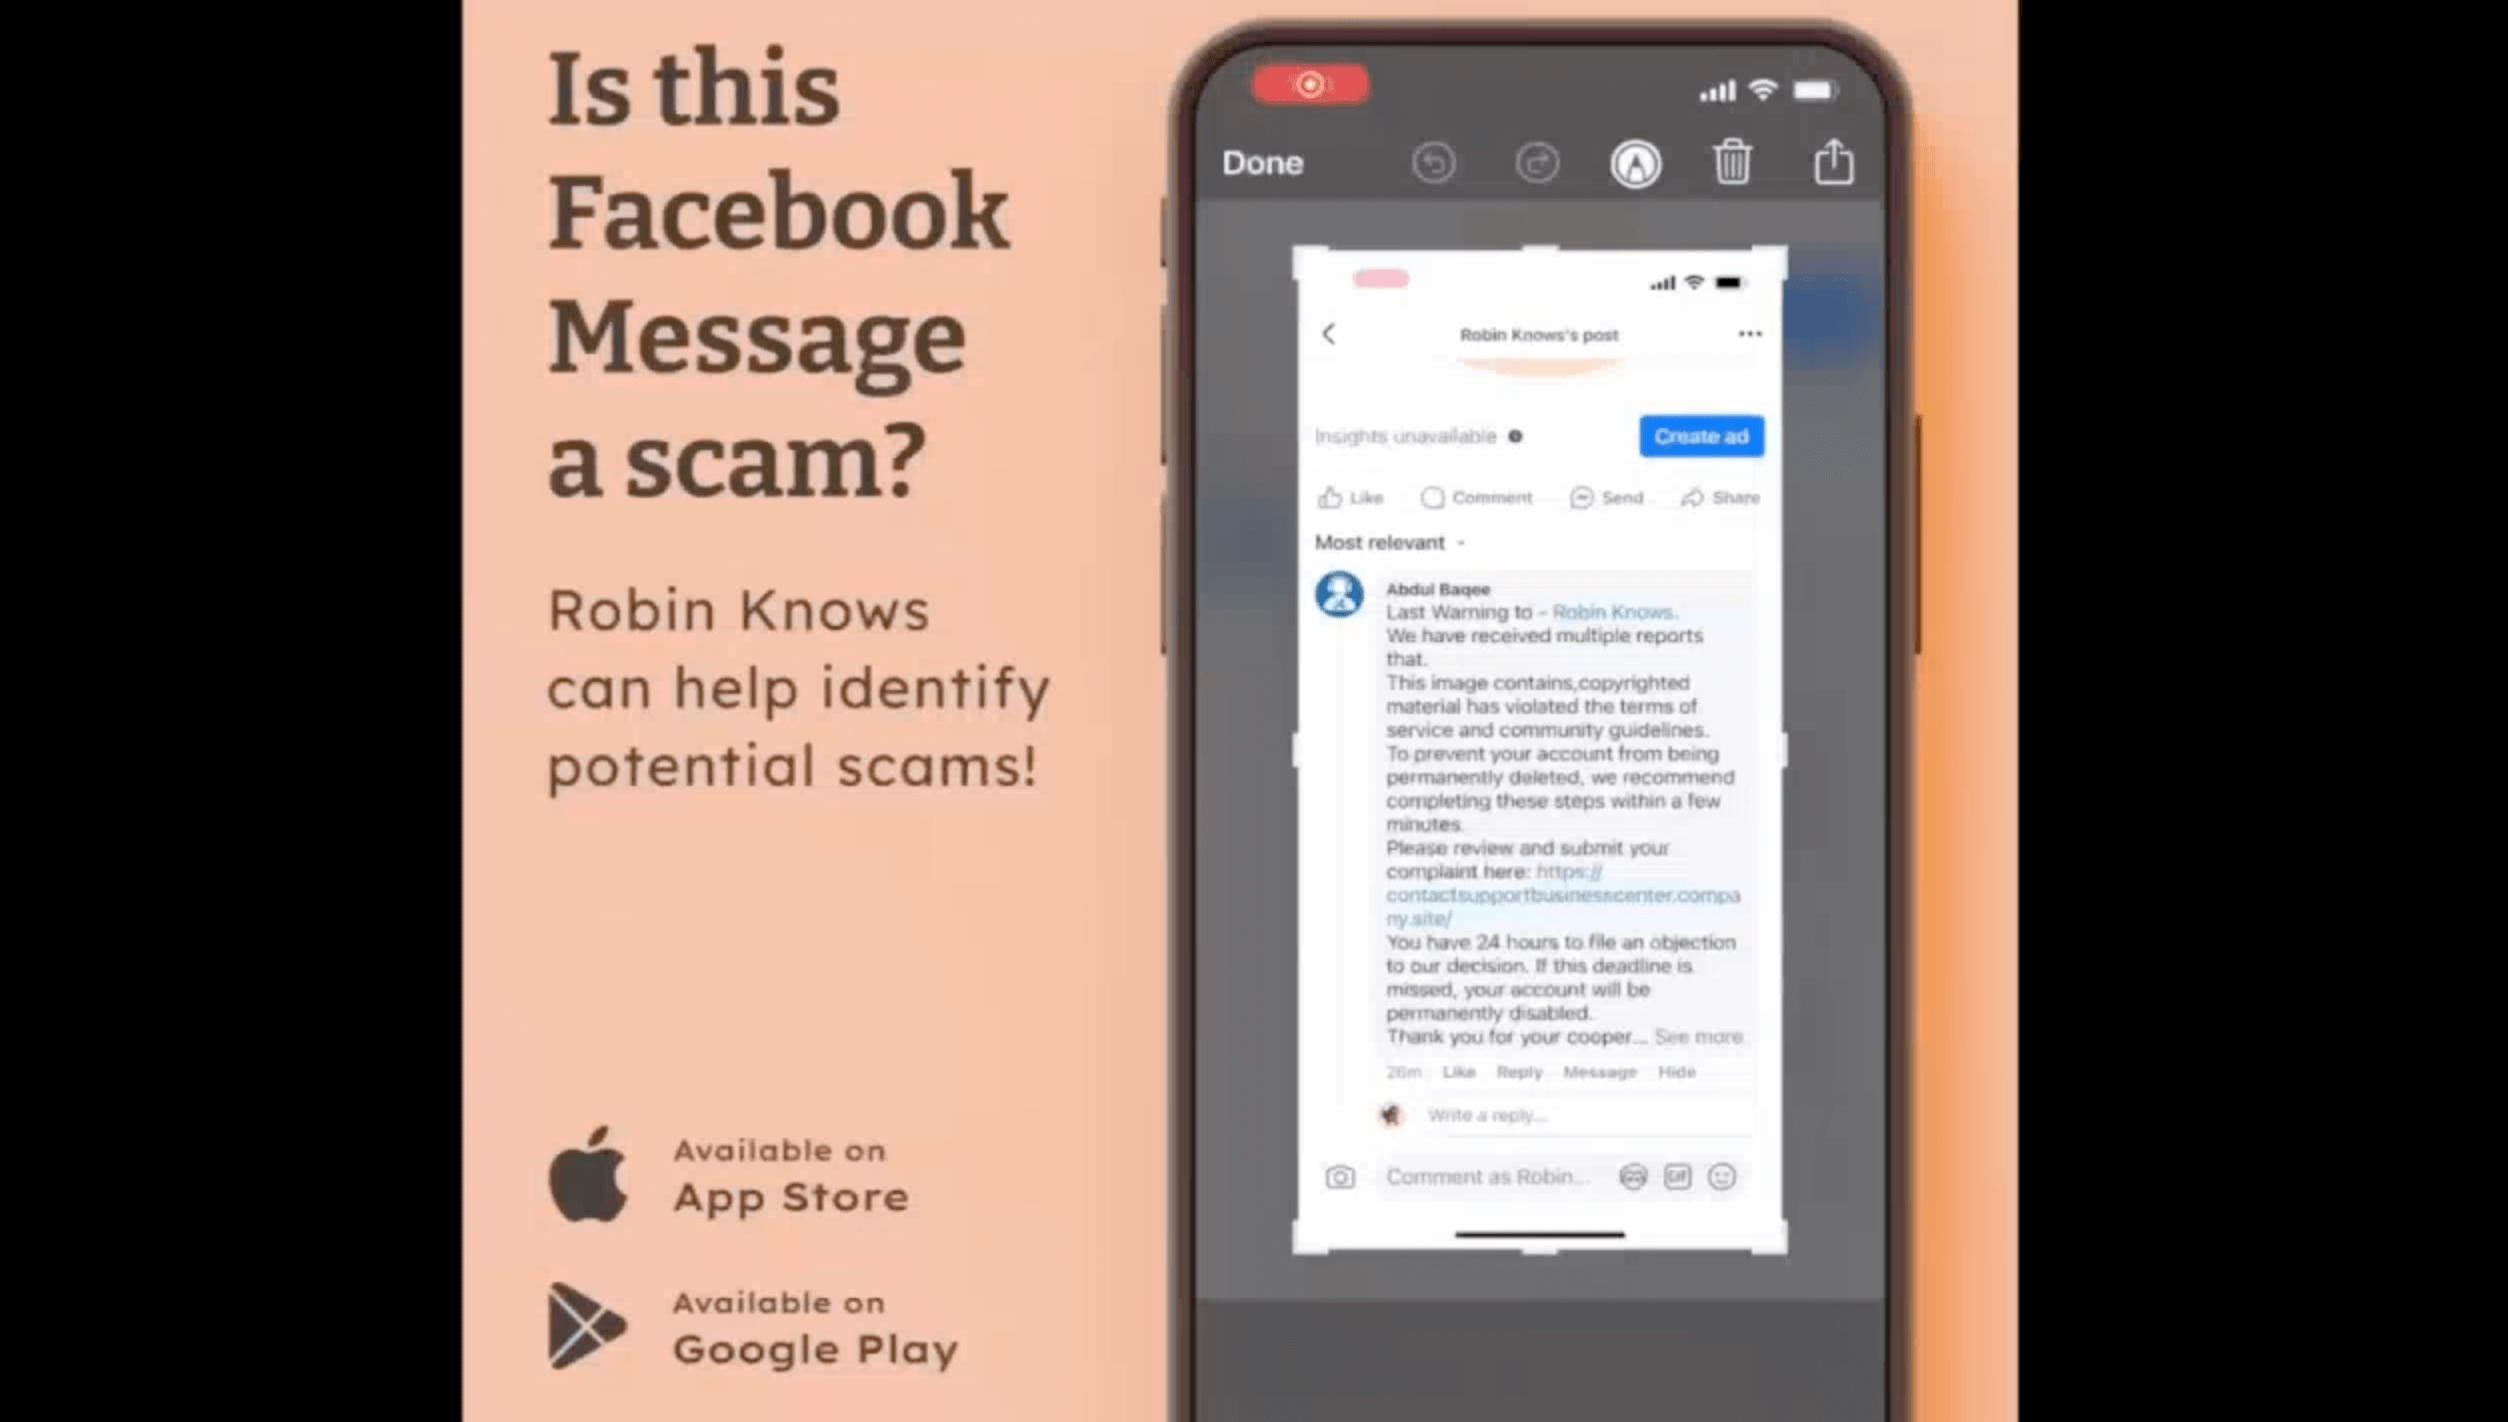 Is this
Facebook
Message
a scam?
Robin Knows
can help identify
potential scams!
Available on
App Store
Available on
Google Play
Done
Robin Knows's post
Insights unavailable
Create ad
Like Comment Send Share
Most relevant
Abdul Baqee
Last Warning to - Robin Knows.
We have received multiple reports
that.
This image contains,copyrighted
material has violated the terms of
service and community guidelines.
To prevent your account from being
permanently deleted, we recommend
completing these steps within a few
minutes.
Please review and submit your
complaint here: https://
contactsupportbusinesscenter.compa
ny.site/
You have 24 hours to file an objection
to our decision. If this deadline is
missed, your account will be
permanently disabled.
Thank you for your cooper... See more
26m Like Reply Message Hide
Write a reply...
Comment as Robin... GIF